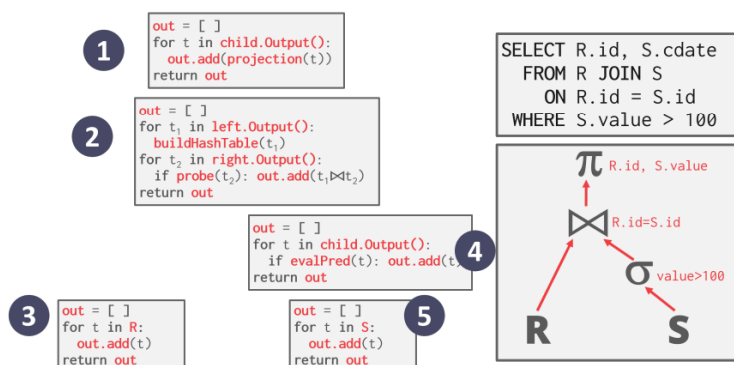 1
out = [ ]
for t in child.Output():
out.add(projection(t))
return out
2
out = [ ]
for t₁ in left.Output():
buildHashTable(t₁)
for t₂ in right.Output():
if probe(t₂): out.add(t₁⨝t₂)
return out
4
out = [ ]
for t in child.Output():
if evalPred(t): out.add(t
return out
3
out = [ ]
for t in R:
out.add(t)
return out
5
out = [ ]
for t in S:
out.add(t)
return out
SELECT R.id, S.cdate
FROM R JOIN S
ON R.id = S.id
WHERE S.value > 100
π R.id, S.value
⨝ R.id=S.id
σ value>100
R S